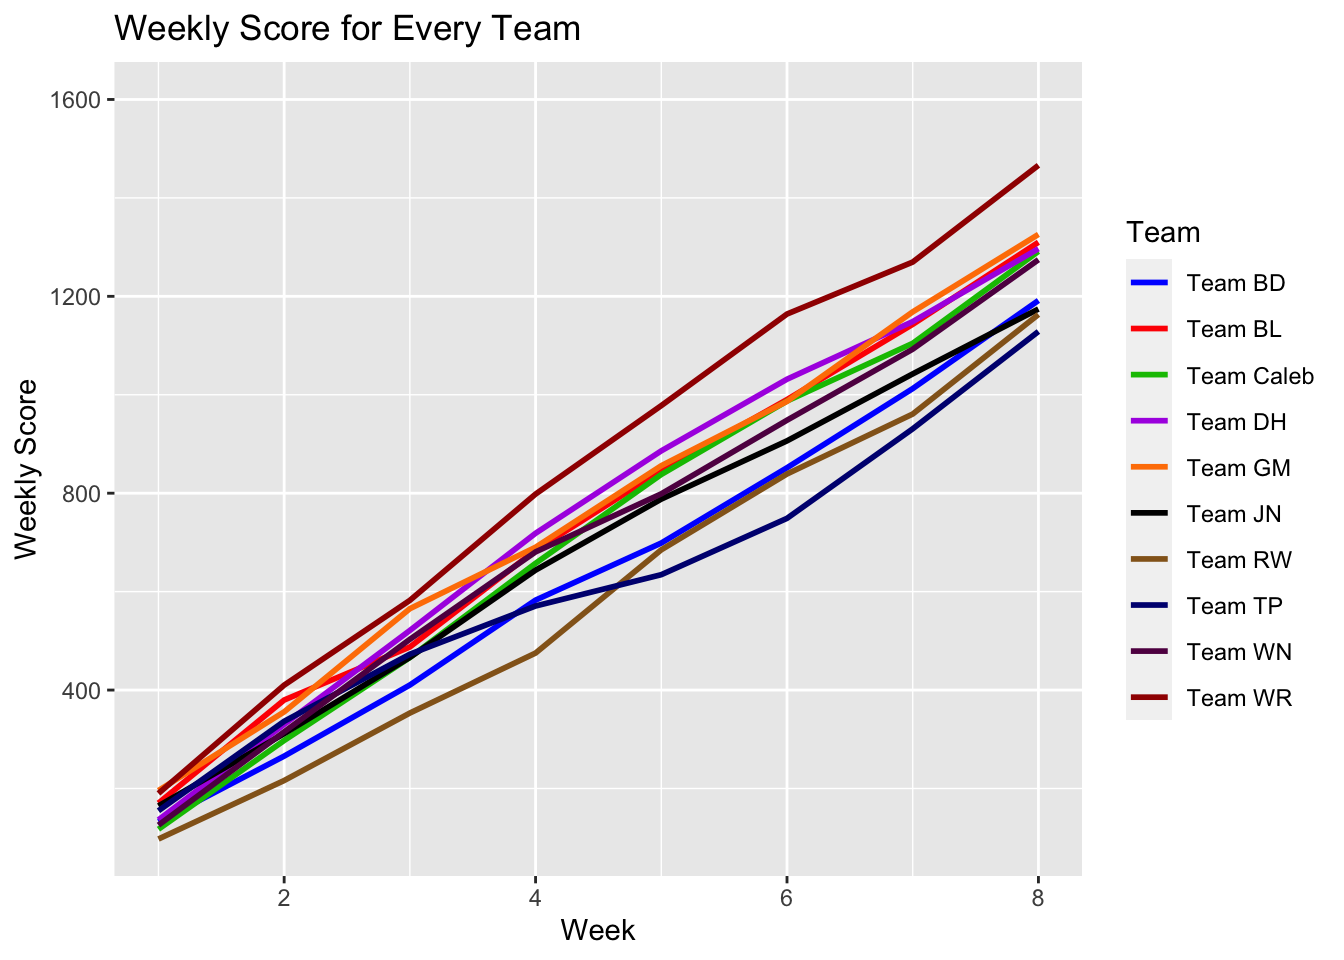 Weekly Score for Every Team
1600
1200
800
400
Weekly Score
2 4 6 8
Week
Team
Team BD
Team BL
Team Caleb
Team DH
Team GM
Team JN
Team RW
Team TP
Team WN
Team WR